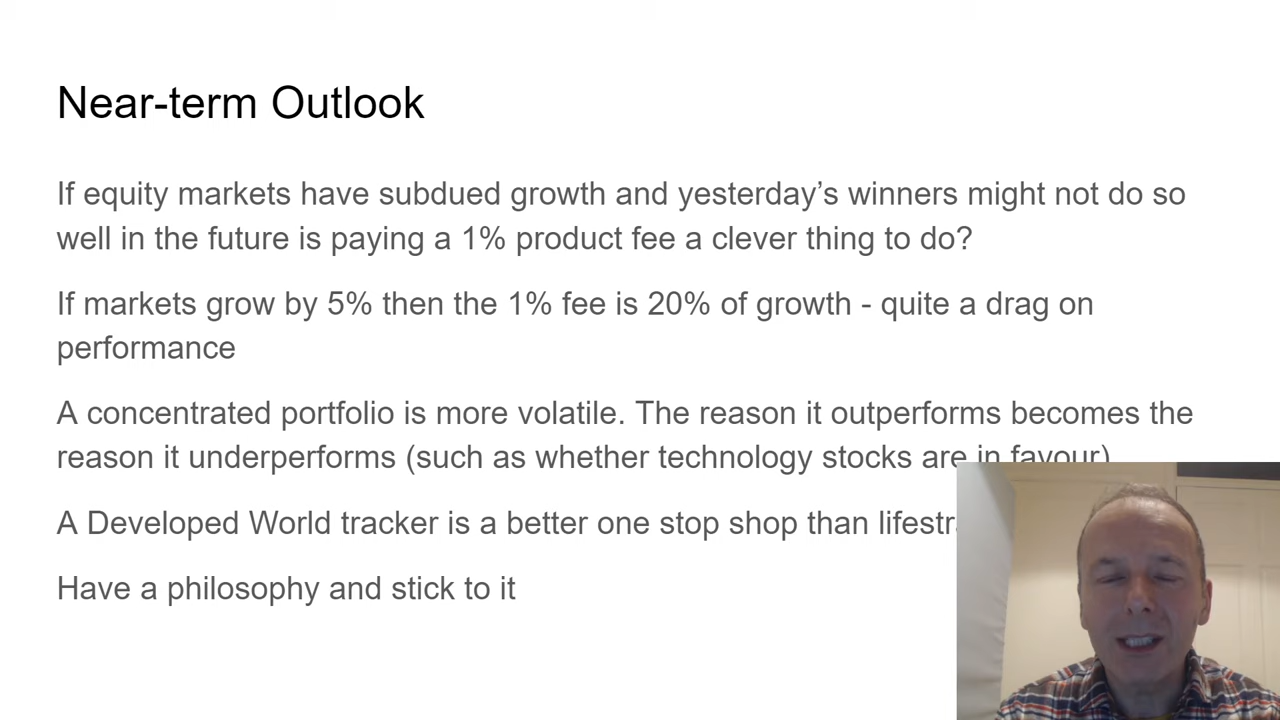 Near-term Outlook
If equity markets have subdued growth and yesterday’s winners might not do so
well in the future is paying a 1% product fee a clever thing to do?
If markets grow by 5% then the 1% fee is 20% of growth - quite a drag on
performance
A concentrated portfolio is more volatile. The reason it outperforms becomes the
reason it underperforms (such as whether technology stocks are in favour)
A Developed World tracker is a better one stop shop than
Have a philosophy and stick to it